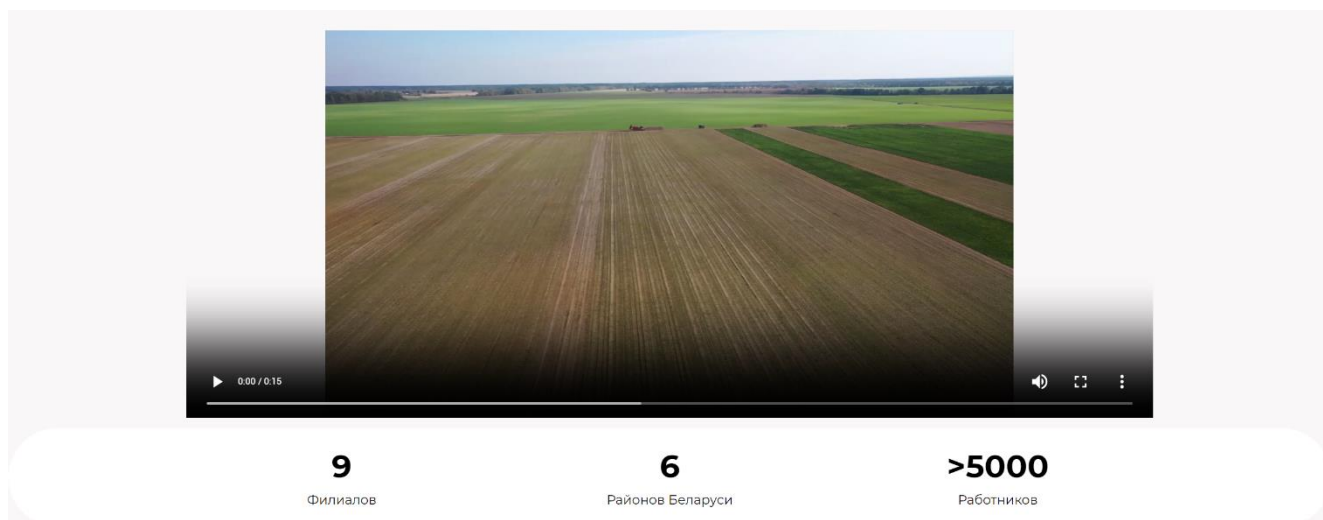 0:00 / 0:15
9
6
>5000
Филиалов
Районов Беларуси
Работников